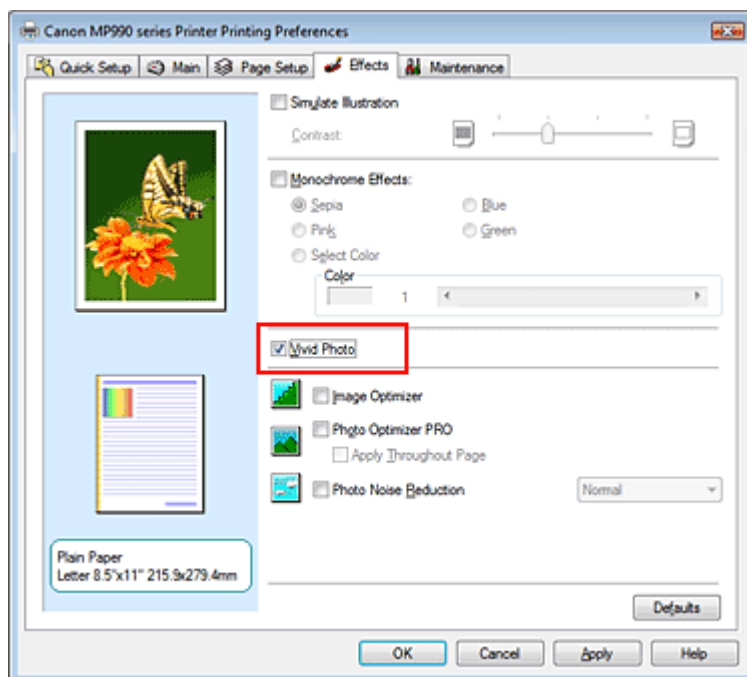 Canon MP990 series Printer Printing Preferences
Quick Setup Main Page Setup Effects Maintenance
Simulate Illustration
Contrast:
Monochrome Effects:
Sepia Blue
Pink Green
Select Color
Color
1
Vivid Photo
Image Optimizer
Photo Optimizer PRO
Apply Throughout Page
Photo Noise Reduction Normal
Plain Paper
Letter 8.5"x11" 215.9x279.4mm
Defaults
OK Cancel Apply Help